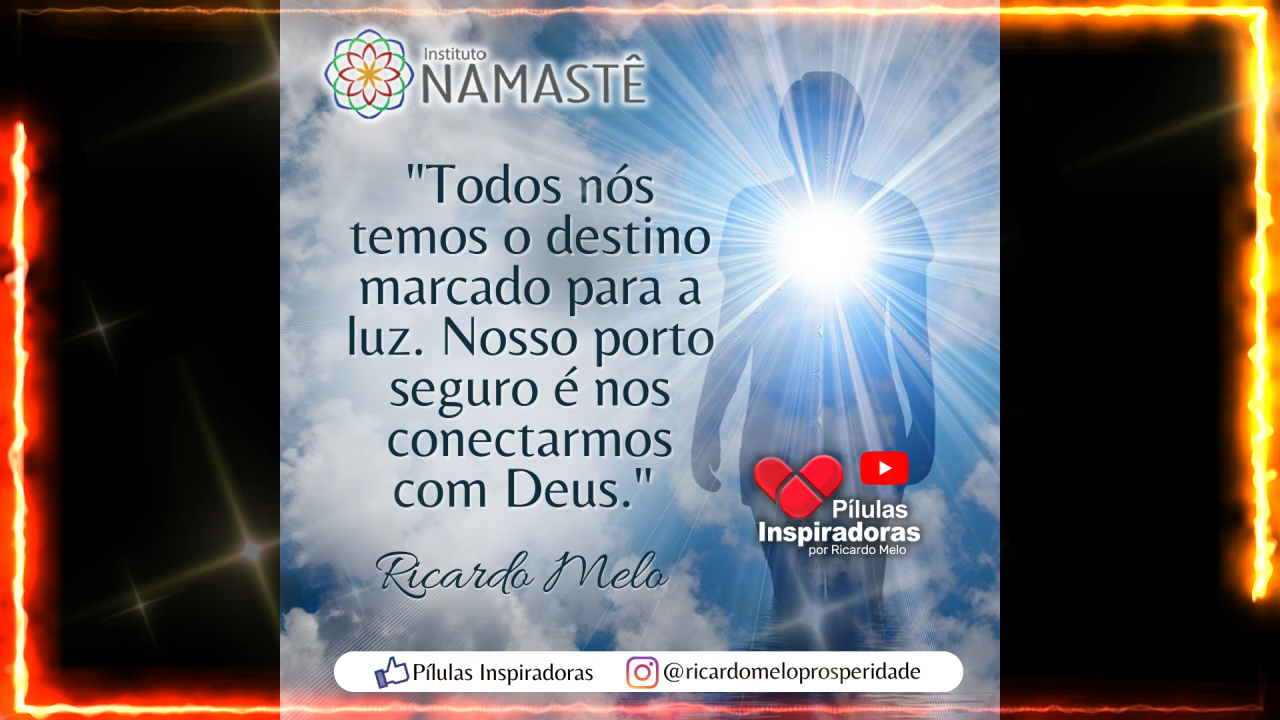 Instituto
NAMASTÊ
"Todos nós
temos o destino
marcado para a
luz. Nosso porto
seguro é nos
conectarmos
com Deus."
Ricardo Melo
Pílulas
Inspiradoras
por Ricardo Melo
Pílulas Inspiradoras @ricardomeloprosperidade